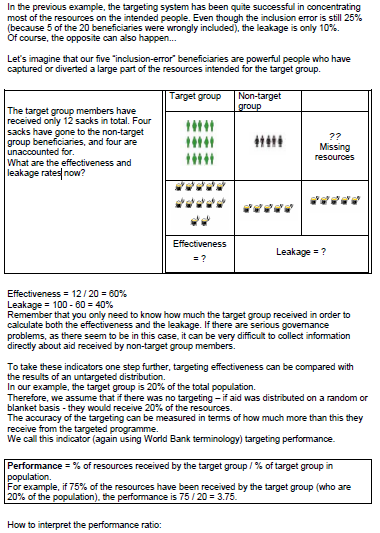 In the previous example, the targeting system has been quite successful in concentrating
most of the resources on the intended people. Even though the inclusion error is still 25%
(because 5 of the 20 beneficiaries were wrongly included), the leakage is only 10%.
Of course, the opposite can also happen...
Let's imagine that our five "inclusion-error" beneficiaries are powerful people who have
captured or diverted a large part of the resources intended for the target group.
The target group members have
received only 12 sacks in total. Four
sacks have gone to the non-target
group beneficiaries, and four are
unaccounted for.
What are the effectiveness and
leakage rates now?
Target group
Non-target
group
??
Missing
resources
Effectiveness
= ?
Leakage = ?
Effectiveness = 12 / 20 = 60%
Leakage = 100 - 60 = 40%
Remember that you only need to know how much the target group received in order to
calculate both the effectiveness and the leakage. If there are serious governance
problems, as there seem to be in this case, it can be very difficult to collect information
directly about aid received by non-target group members.
To take these indicators one step further, targeting effectiveness can be compared with
the results of an untargeted distribution.
In our example, the target group is 20% of the total population.
Therefore, we assume that if there was no targeting – if aid was distributed on a random or
blanket basis - they would receive 20% of the resources.
The accuracy of the targeting can be measured in terms of how much more than this they
receive from the targeted programme.
We call this indicator (again using World Bank terminology) targeting performance.
Performance = % of resources received by the target group / % of target group in
population.
For example, if 75% of the resources have been received by the target group (who are
20% of the population), the performance is 75 / 20 = 3.75.
How to interpret the performance ratio: